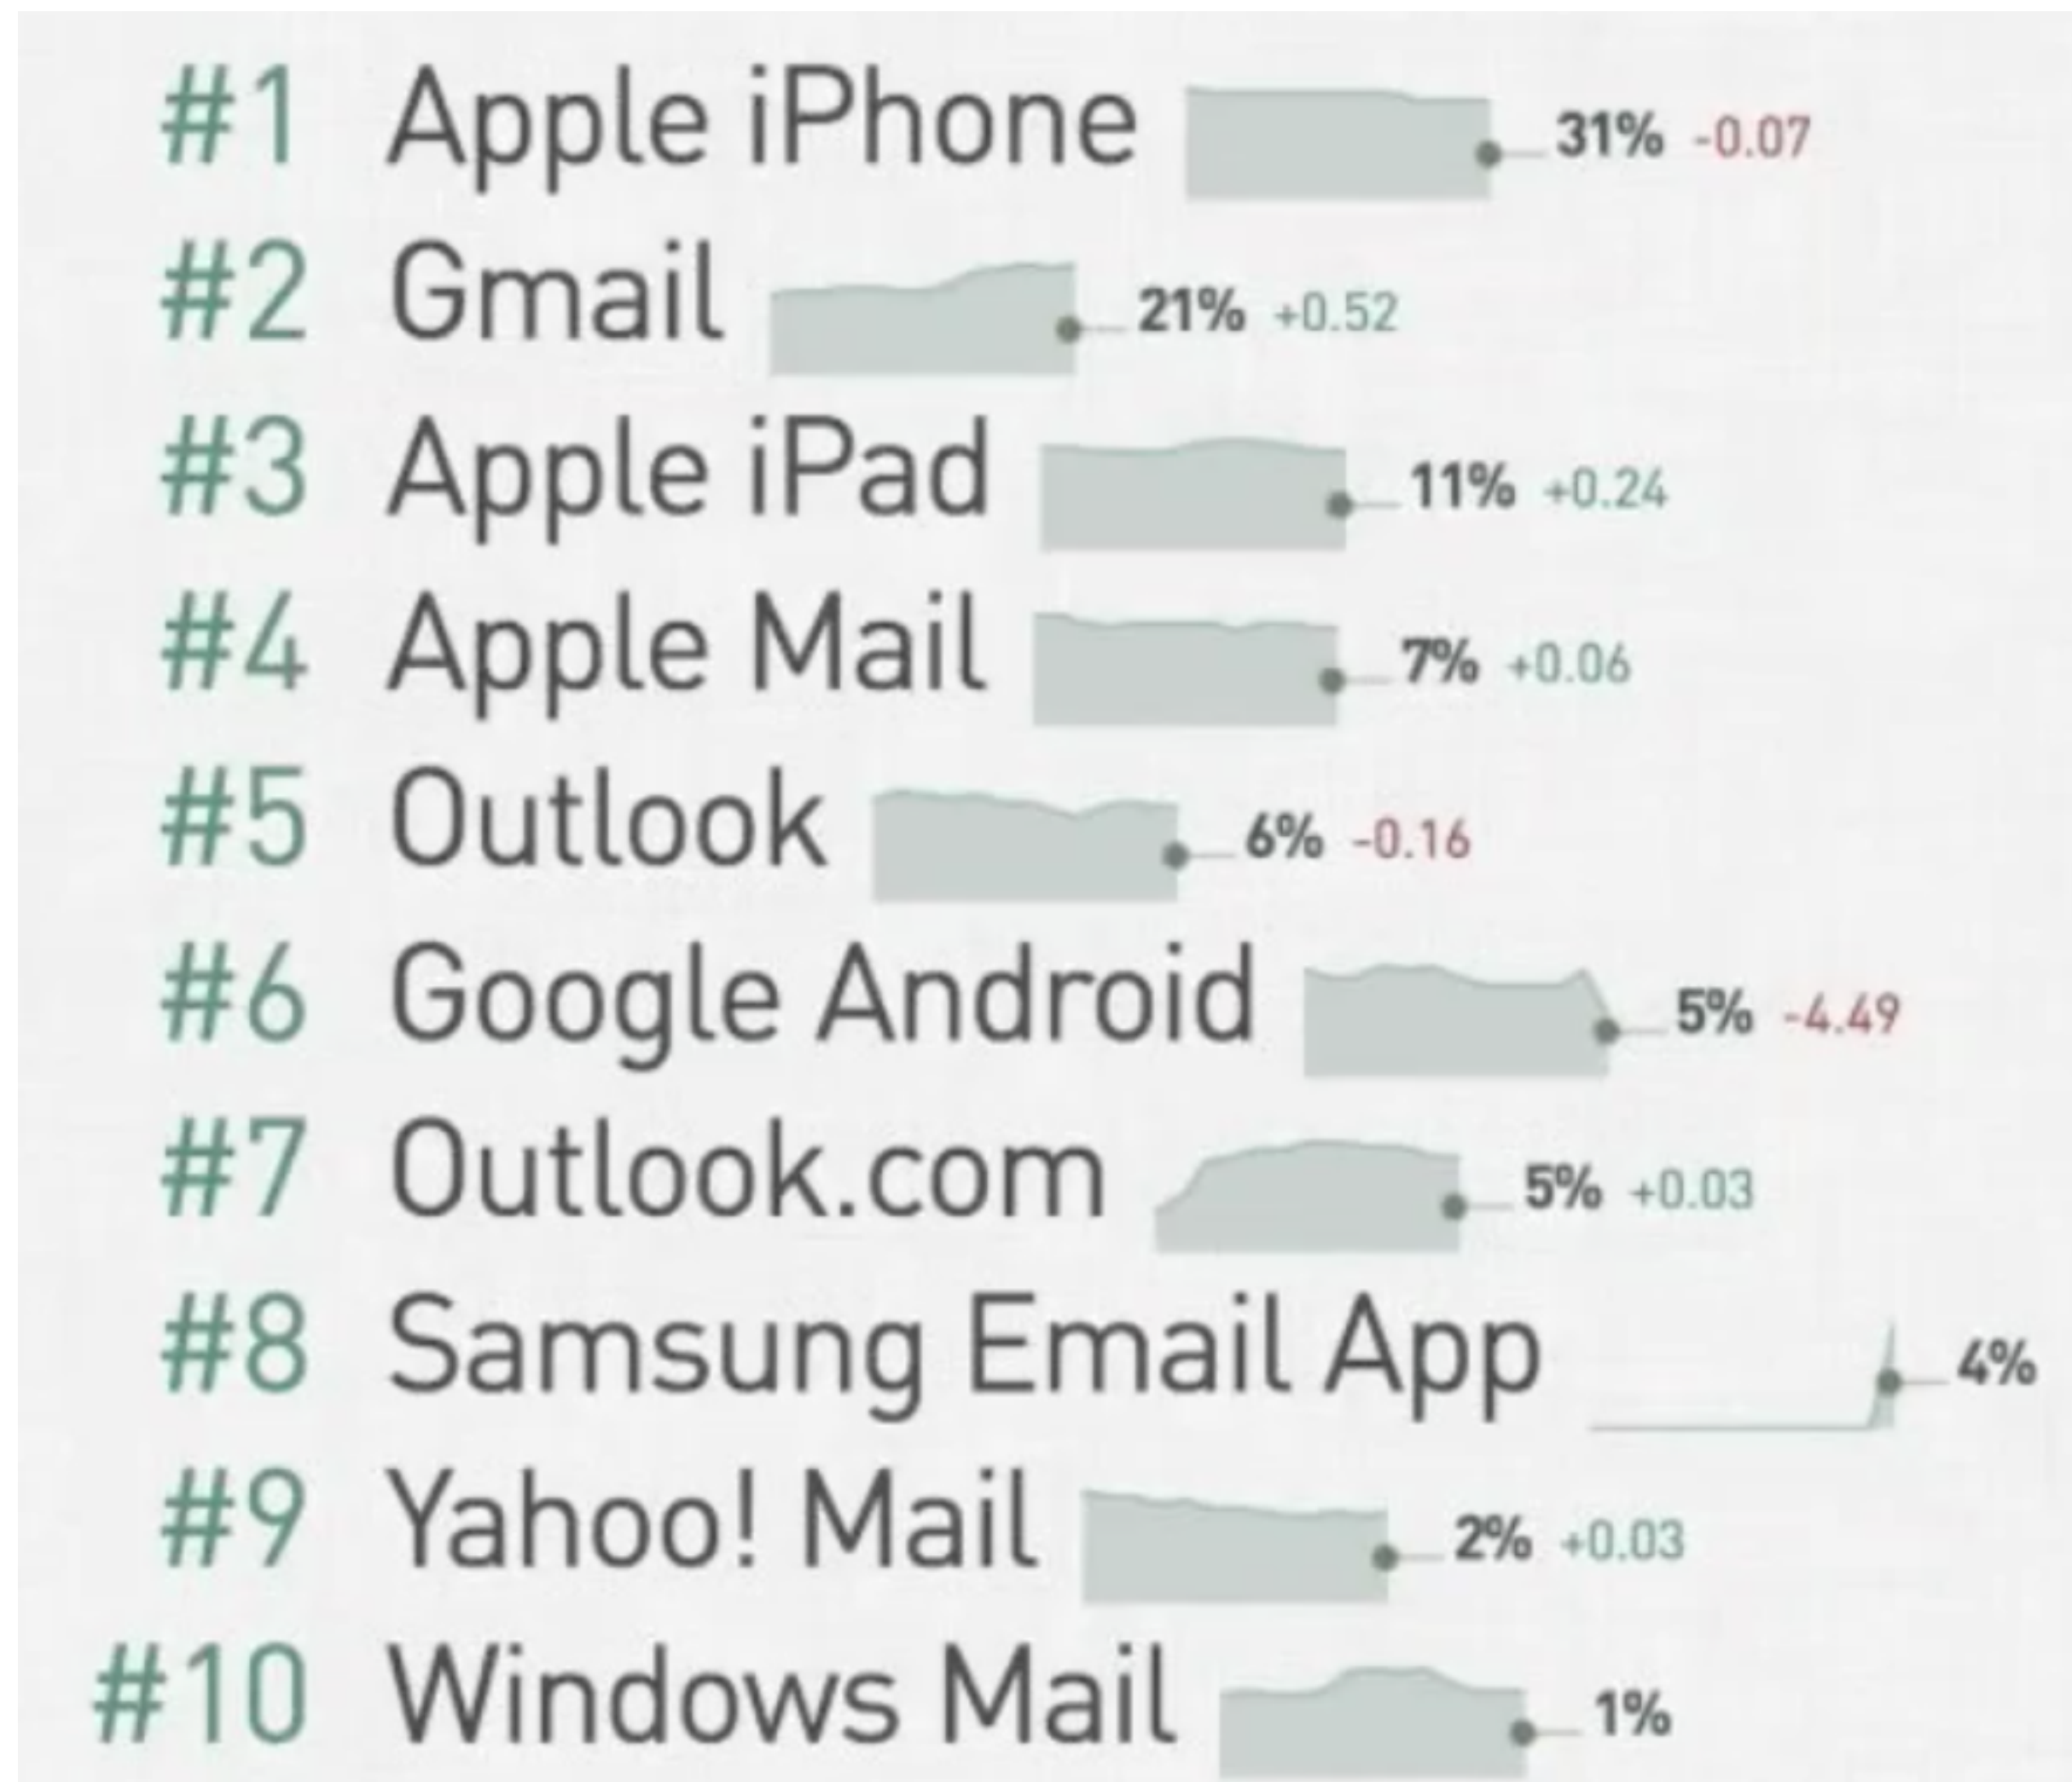 #1 Apple iPhone 31% -0.07
#2 Gmail 21% +0.52
#3 Apple iPad 11% +0.24
#4 Apple Mail 7% +0.06
#5 Outlook 6% -0.16
#6 Google Android 5% -4.49
#7 Outlook.com 5% +0.03
#8 Samsung Email App 4%
#9 Yahoo! Mail 2% +0.03
#10 Windows Mail 1%